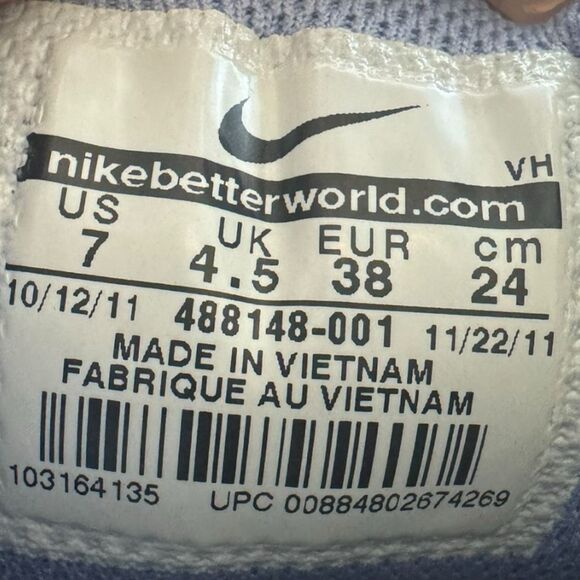 VH
nikebetterworld.com
US UK EUR cm
7 4.5 38 24
10/12/11 488148-001 11/22/11
MADE IN VIETNAM
FABRIQUE AU VIETNAM
103164135 UPC 00884802674269